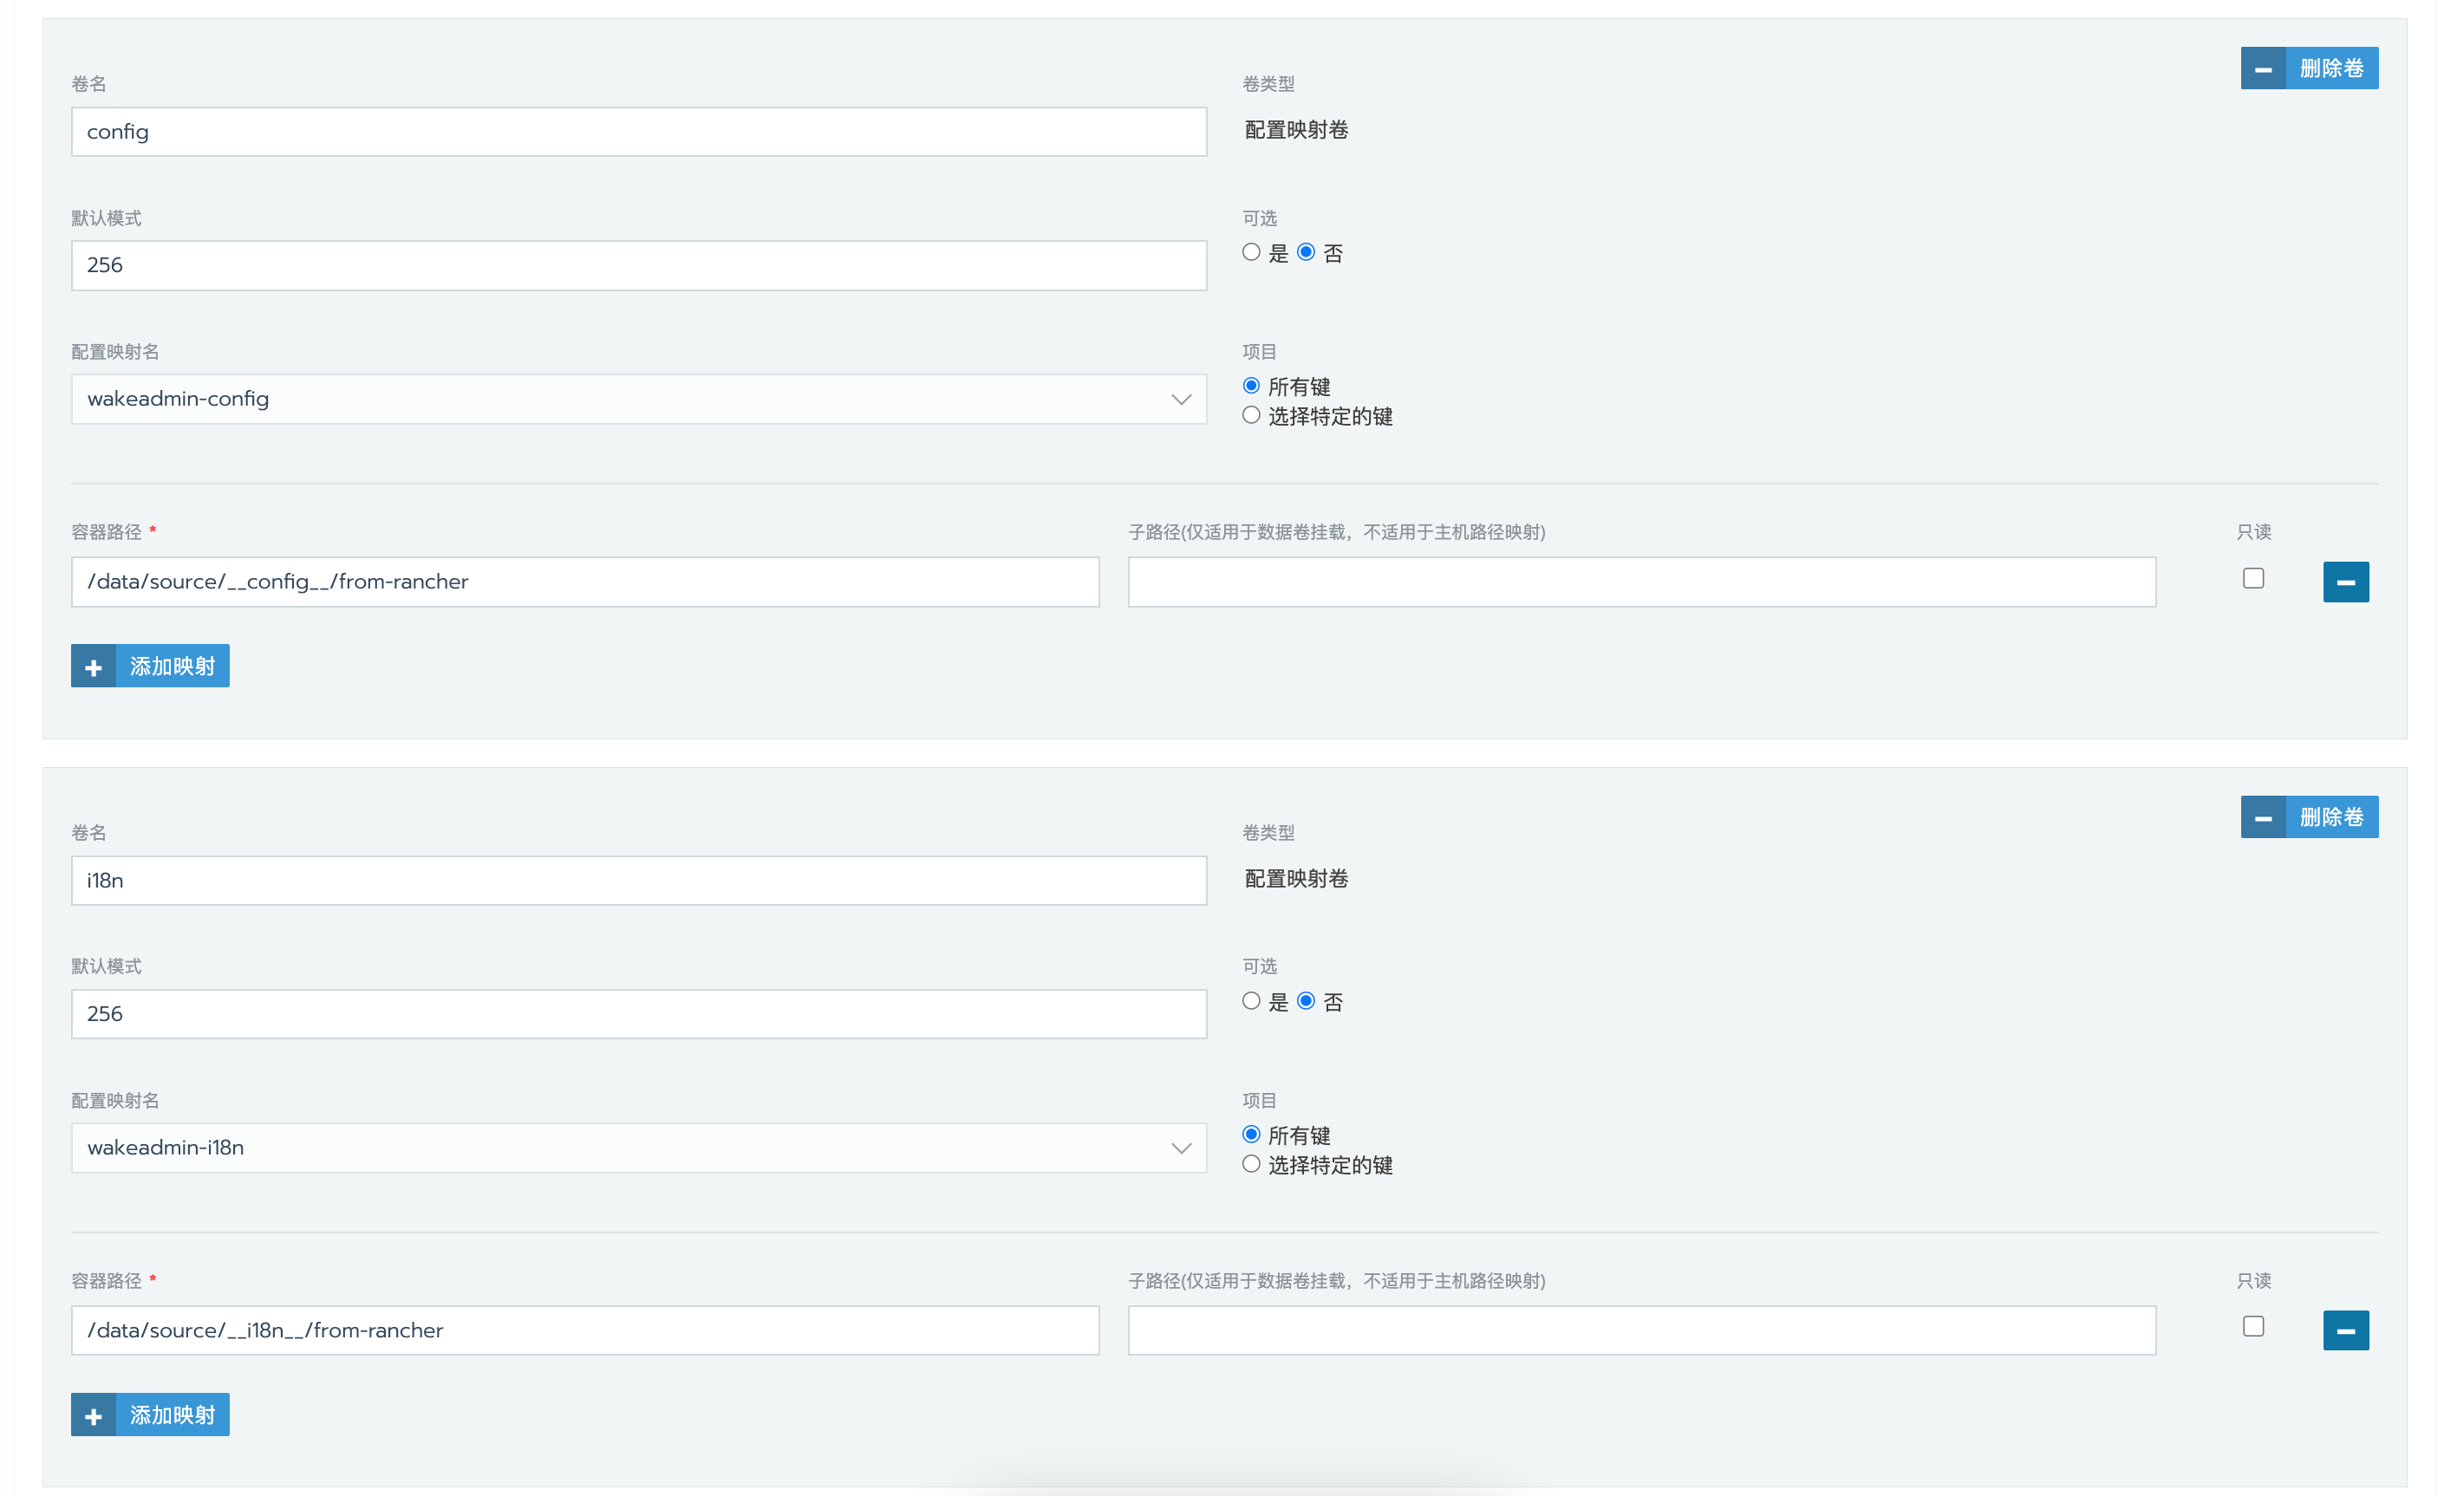 删除卷
卷名
卷类型
config
配置映射卷
默认模式
可选
256
是 否
配置映射名
项目
wakeadmin-config
所有键
选择特定的键
容器路径 *
子路径(仅适用于数据卷挂载，不适用于主机路径映射)
只读
/data/source/__config__/from-rancher
添加映射
删除卷
卷名
卷类型
i18n
配置映射卷
默认模式
可选
256
是 否
配置映射名
项目
wakeadmin-i18n
所有键
选择特定的键
容器路径 *
子路径(仅适用于数据卷挂载，不适用于主机路径映射)
只读
/data/source/__i18n__/from-rancher
添加映射